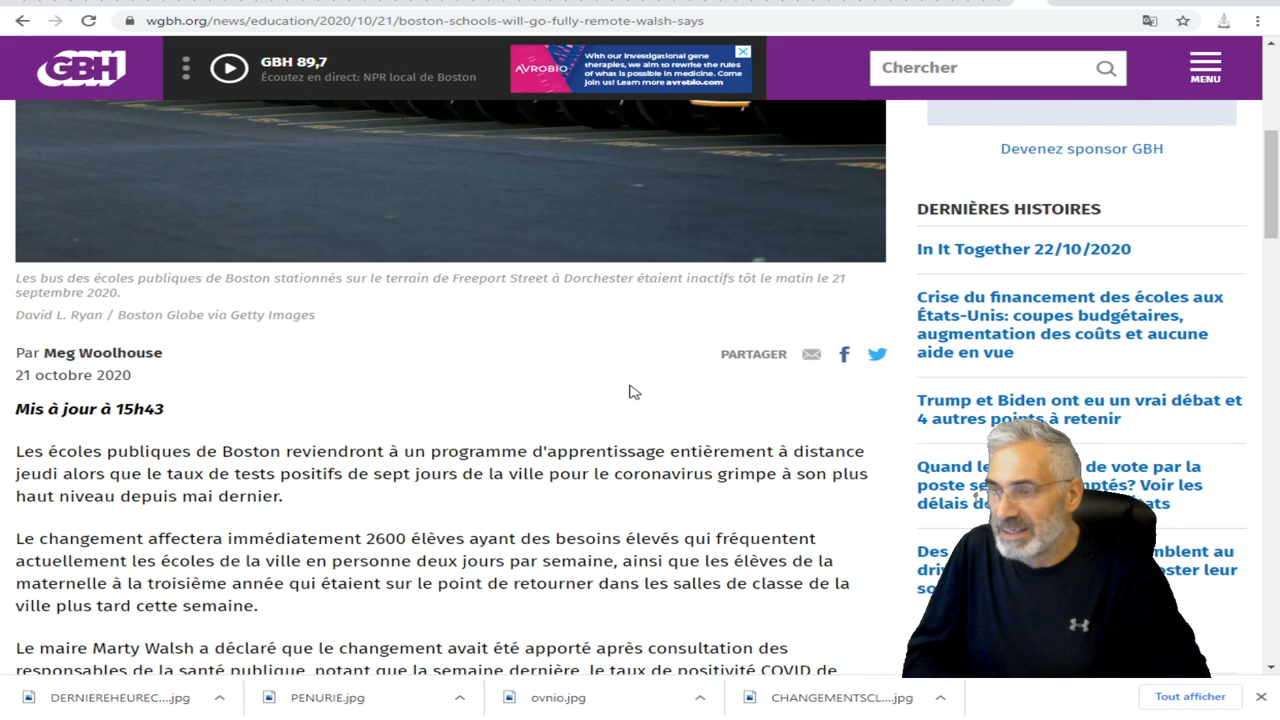 wgbh.org/news/education/2020/10/21/boston-schools-will-go-fully-remote-walsh-says
GBH
GBH 89,7
Écoutez en direct: NPR local de Boston
AVROBIO
With our investigational gene
therapies, we aim to rewrite the rules
of what is possible in medicine. Come
join us! Learn more avrobio.com
Chercher
MENU
Devenez sponsor GBH
DERNIÈRES HISTOIRES
In It Together 22/10/2020
Crise du financement des écoles aux
États-Unis: coupes budgétaires,
augmentation des coûts et aucune
aide en vue
Trump et Biden ont eu un vrai débat et
4 autres points à retenir
Quand le de vote par la
poste Voir les
délais
Des au
leur
Les bus des écoles publiques de Boston stationnés sur le terrain de Freeport Street à Dorchester étaient inactifs tôt le matin le 21
septembre 2020.
David L. Ryan / Boston Globe via Getty Images
Par Meg Woolhouse
21 octobre 2020
PARTAGER
Mis à jour à 15h43
Les écoles publiques de Boston reviendront à un programme d'apprentissage entièrement à distance
jeudi alors que le taux de tests positifs de sept jours de la ville pour le coronavirus grimpe à son plus
haut niveau depuis mai dernier.
Le changement affectera immédiatement 2600 élèves ayant des besoins élevés qui fréquentent
actuellement les écoles de la ville en personne deux jours par semaine, ainsi que les élèves de la
maternelle à la troisième année qui étaient sur le point de retourner dans les salles de classe de la
ville plus tard cette semaine.
Le maire Marty Walsh a déclaré que le changement avait été apporté après consultation des
responsables de la santé publique, notant que la semaine dernière, le taux de positivité COVID de
DERNIEREHEUREC....jpg
PENURIE.jpg
ovnio.jpg
CHANGEMENTSCL....jpg
Tout afficher